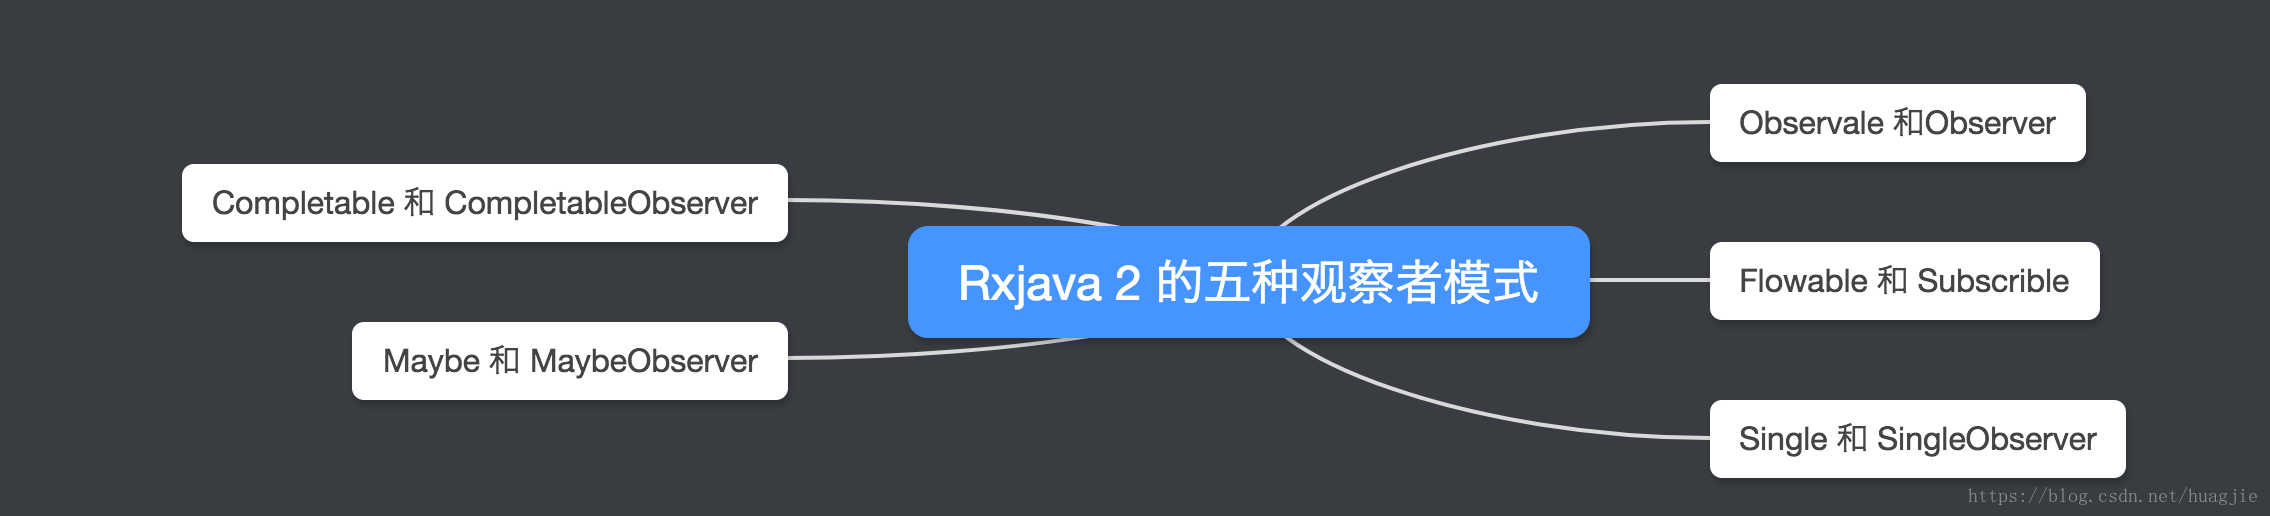 Observale 和Observer
Completable 和 CompletableObserver
Rxjava 2 的五种观察者模式
Flowable 和 Subscrible
Maybe 和 MaybeObserver
Single 和 SingleObserver
https://blog.csdn.net/huagjie